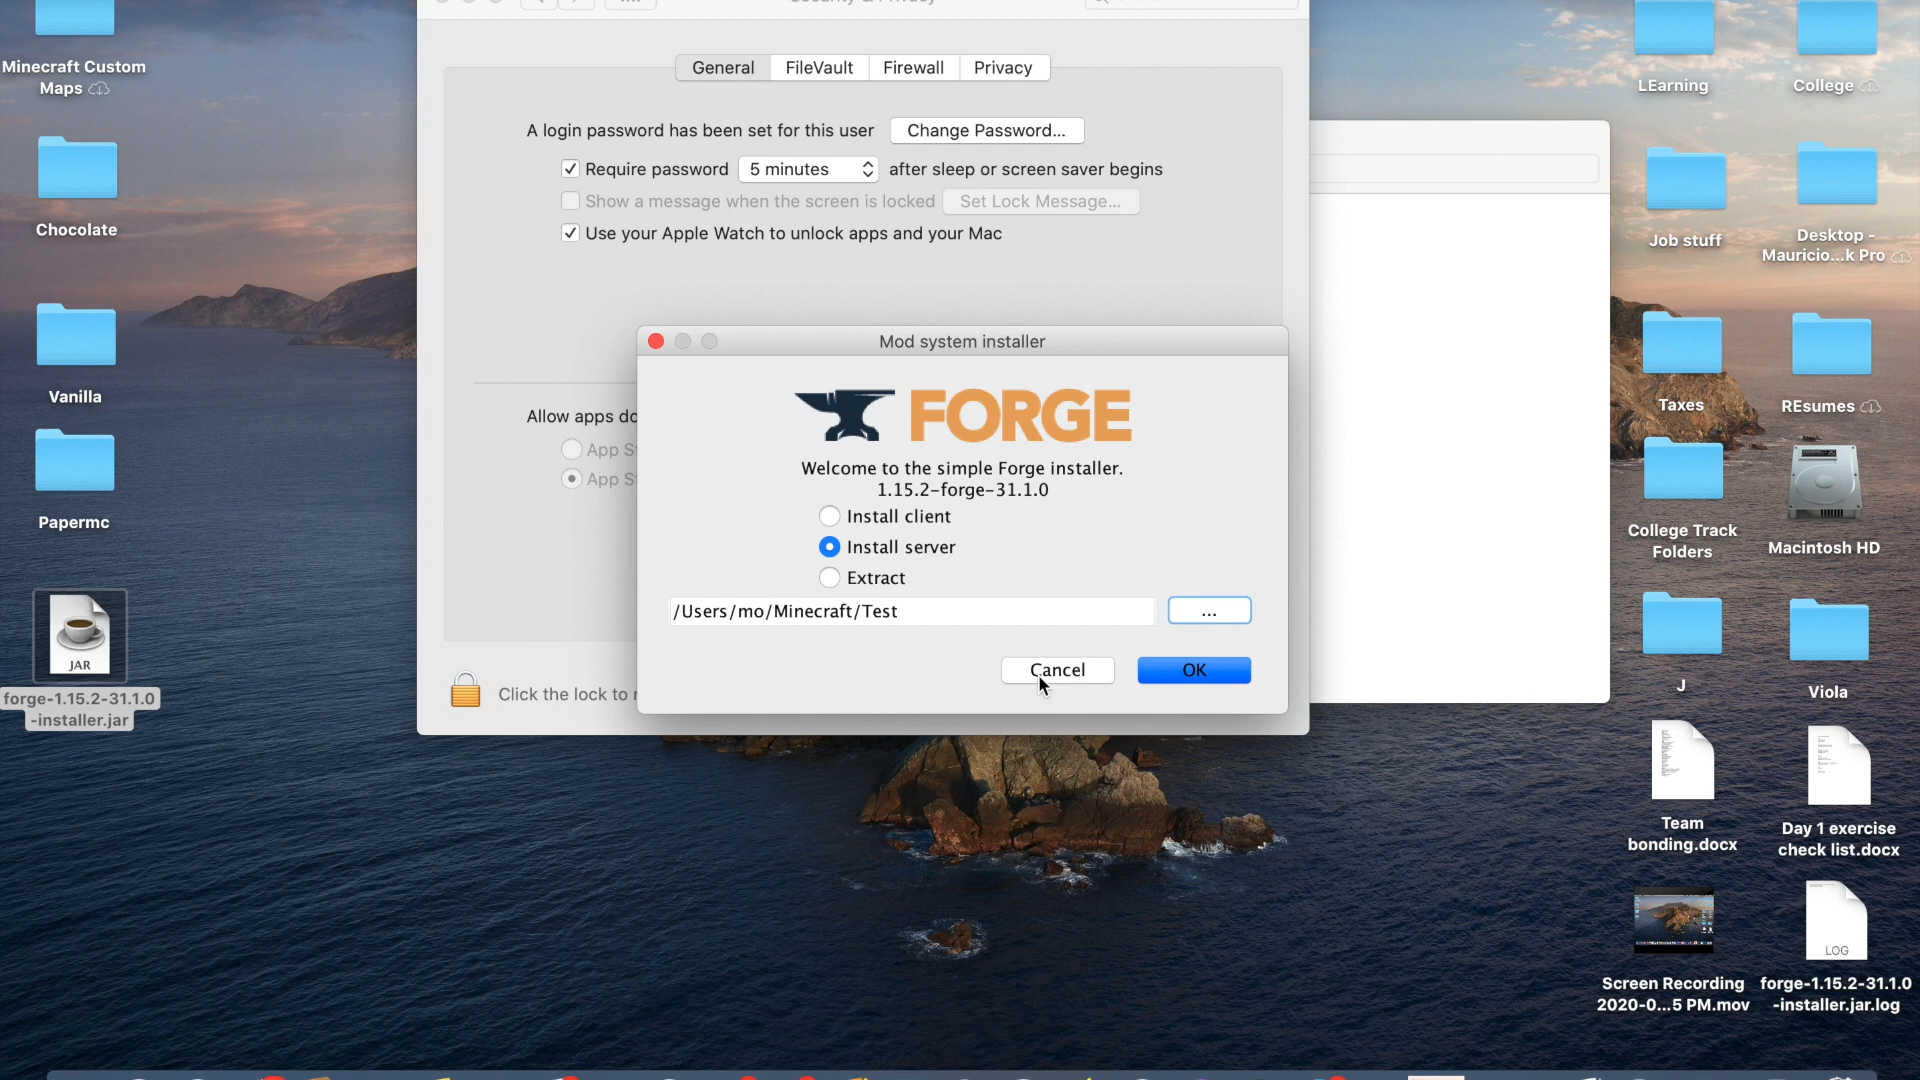 Security & Privacy
Minecraft Custom
Maps
Chocolate
Vanilla
Papermc
JAR
forge-1.15.2-31.1.0
-installer.jar
General
FileVault
Firewall
Privacy
A login password has been set for this user
Change Password...
Require password
5 minutes
after sleep or screen saver begins
Show a message when the screen is locked
Set Lock Message...
Use your Apple Watch to unlock apps and your Mac
Allow apps do
App S
App S
Click the lock to
Mod system installer
FORGE
Welcome to the simple Forge installer.
1.15.2-forge-31.1.0
Install client
Install server
Extract
/Users/mo/Minecraft/Test
...
Cancel
OK
LEarning
College
Job stuff
Desktop -
Mauricio...k Pro
Taxes
REsumes
College Track
Folders
Macintosh HD
J
Viola
Team
bonding.docx
Day 1 exercise
check list.docx
LOG
Screen Recording
2020-0...5 PM.mov
forge-1.15.2-31.1.0
-installer.jar.log